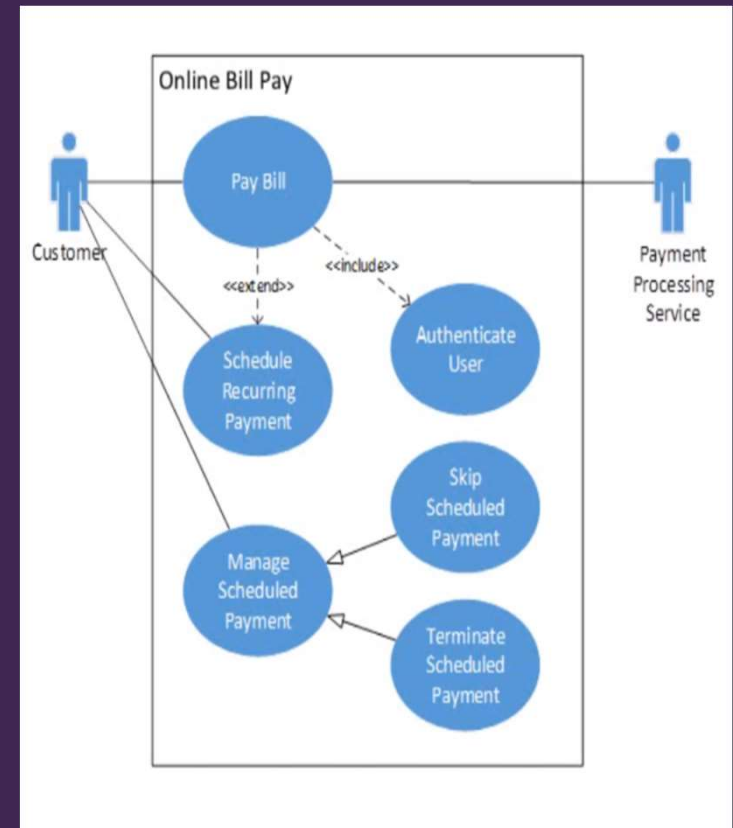 Online Bill Pay
Pay Bill
Customer
<<extend>>
<<include>>
Payment
Processing
Service
Authenticate
User
Schedule
Recurring
Payment
Skip
Scheduled
Payment
Manage
Scheduled
Payment
Terminate
Scheduled
Payment